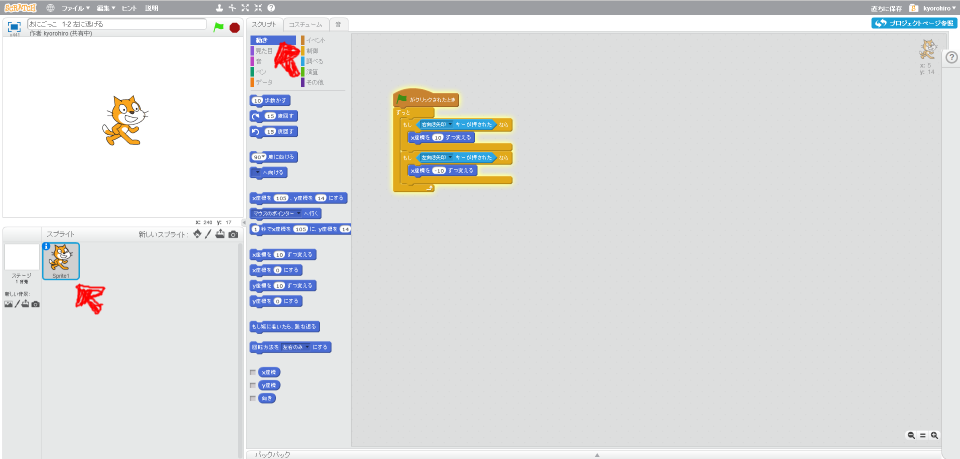 SCRATCH ファイル▼ 編集▼ ヒント 説明 直ちに保存 kyorohiro▼
おにごっこ 1-2 左に逃げる
作者 kyorohiro (共有中)
スクリプト コスチューム 音
プロジェクトページ参照
動き イベント
見た目 制御
音 調べる
ペン 演算
データ その他
x: 5
y: 14
10 歩動かす
15 度回す
15 度回す
90▼ 度に向ける
へ向ける
x座標を 105 、y座標を 14 にする
マウスのポインター へ行く
1 秒でx座標を 105 に、y座標を 14
x座標を 10 ずつ変える
x座標を 0 にする
y座標を 10 ずつ変える
y座標を 0 にする
もし端に着いたら、跳ね返る
回転方法を 左右のみ にする
x座標
y座標
向き
がクリックされたとき
ずっと
もし 右向き矢印 キーが押された なら
x座標を 10 ずつ変える
もし 左向き矢印 キーが押された なら
x座標を -10 ずつ変える
x: 240 y: 17
スプライト 新しいスプライト:
ステージ
1 背景
新しい背景:
Sprite1
バックパック